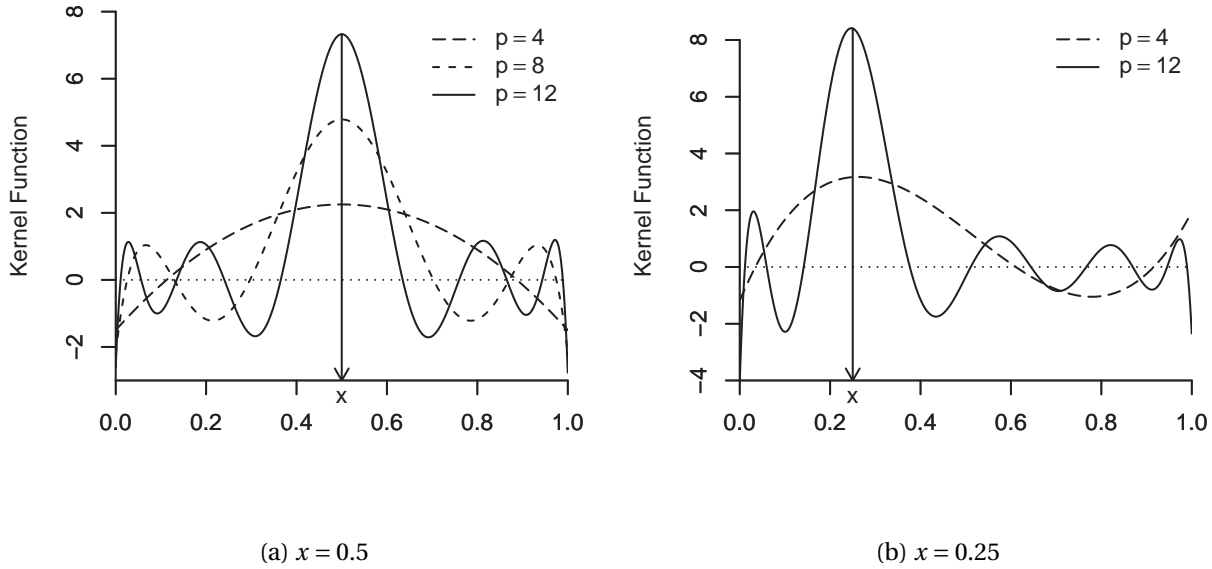 Kernel Function
8
6
4
2
0
−2
0.0 0.2 0.4 0.6 0.8 1.0
x
p = 4
p = 8
p = 12
(a) x = 0.5
Kernel Function
8
6
4
2
0
−2
−4
0.0 0.2 0.4 0.6 0.8 1.0
x
p = 4
p = 12
(b) x = 0.25